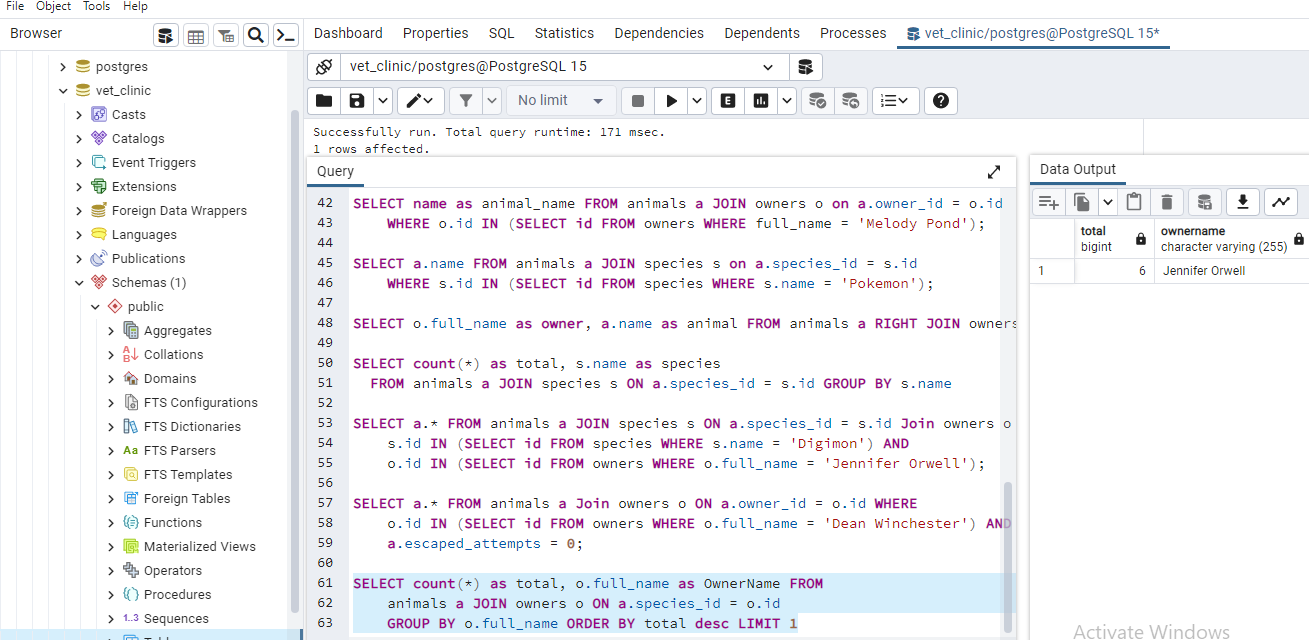 File Object Tools Help
Browser
Dashboard Properties SQL Statistics Dependencies Dependents Processes vet_clinic/postgres@PostgreSQL 15*
postgres
vet_clinic
Casts
Catalogs
Event Triggers
Extensions
Foreign Data Wrappers
Languages
Publications
Schemas (1)
public
Aggregates
Collations
Domains
FTS Configurations
FTS Dictionaries
Aa FTS Parsers
FTS Templates
Foreign Tables
Functions
Materialized Views
Operators
Procedures
1..3 Sequences
vet_clinic/postgres@PostgreSQL 15
No limit
E
Successfully run. Total query runtime: 171 msec.
1 rows affected.
Query
42 SELECT name as animal_name FROM animals a JOIN owners o on a.owner_id = o.id
43 WHERE o.id IN (SELECT id FROM owners WHERE full_name = 'Melody Pond');
44
45 SELECT a.name FROM animals a JOIN species s on a.species_id = s.id
46 WHERE s.id IN (SELECT id FROM species WHERE s.name = 'Pokemon');
47
48 SELECT o.full_name as owner, a.name as animal FROM animals a RIGHT JOIN owners
49
50 SELECT count(*) as total, s.name as species
51 FROM animals a JOIN species s ON a.species_id = s.id GROUP BY s.name
52
53 SELECT a.* FROM animals a JOIN species s ON a.species_id = s.id Join owners o
54 s.id IN (SELECT id FROM species WHERE s.name = 'Digimon') AND
55 o.id IN (SELECT id FROM owners WHERE o.full_name = 'Jennifer Orwell');
56
57 SELECT a.* FROM animals a Join owners o ON a.owner_id = o.id WHERE
58 o.id IN (SELECT id FROM owners WHERE o.full_name = 'Dean Winchester') AND
59 a.escaped_attempts = 0;
60
61 SELECT count(*) as total, o.full_name as OwnerName FROM
62 animals a JOIN owners o ON a.species_id = o.id
63 GROUP BY o.full_name ORDER BY total desc LIMIT 1
Data Output
total ownername
bigint character varying (255)
1 6 Jennifer Orwell
Activate Windows